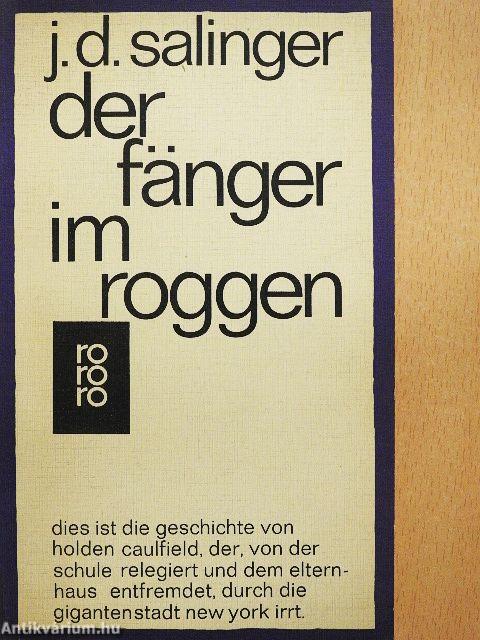 j.d. salinger
der
fänger
im
roggen
ro
ro
ro
dies ist die geschichte von
holden caulfield, der, von der
schule relegiert und dem eltern-
haus entfremdet, durch die
gigantenstadt new york irrt.
Antikvárium.hu